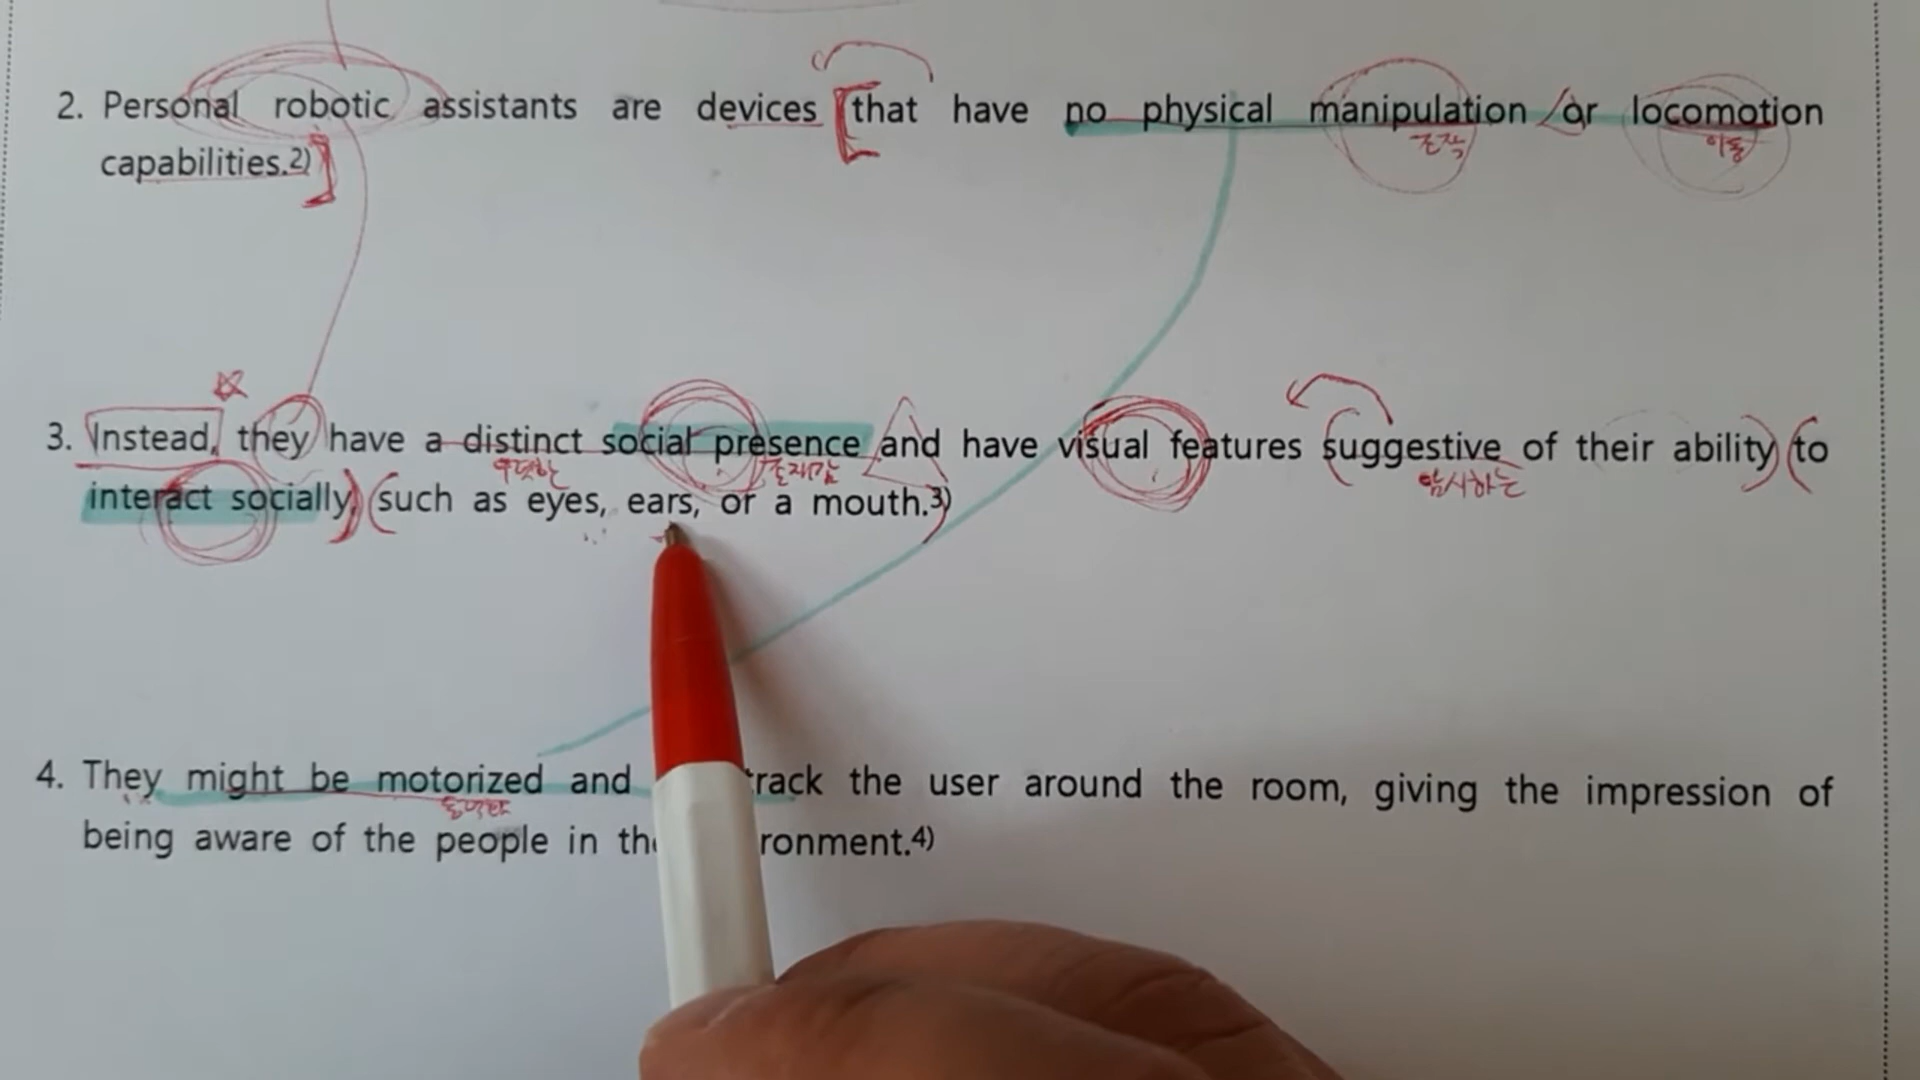 2. Personal robotic assistants are devices that have no physical manipulation or locomotion
조작
이동
capabilities.2)
3. Instead, they have a distinct social presence and have visual features suggestive of their ability to
뚜렷한
존재감
암시하는
interact socially, such as eyes, ears, or a mouth.3)
4. They might be motorized and track the user around the room, giving the impression of
being aware of the people in the ronment.4)